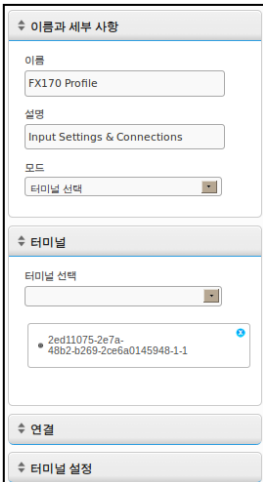 이름과 세부 사항
이름
FX170 Profile
설명
Input Settings & Connections
모드
터미널 선택
터미널
터미널 선택
2ed11075-2e7a-
48b2-b269-2ce6a0145948-1-1
연결
터미널 설정